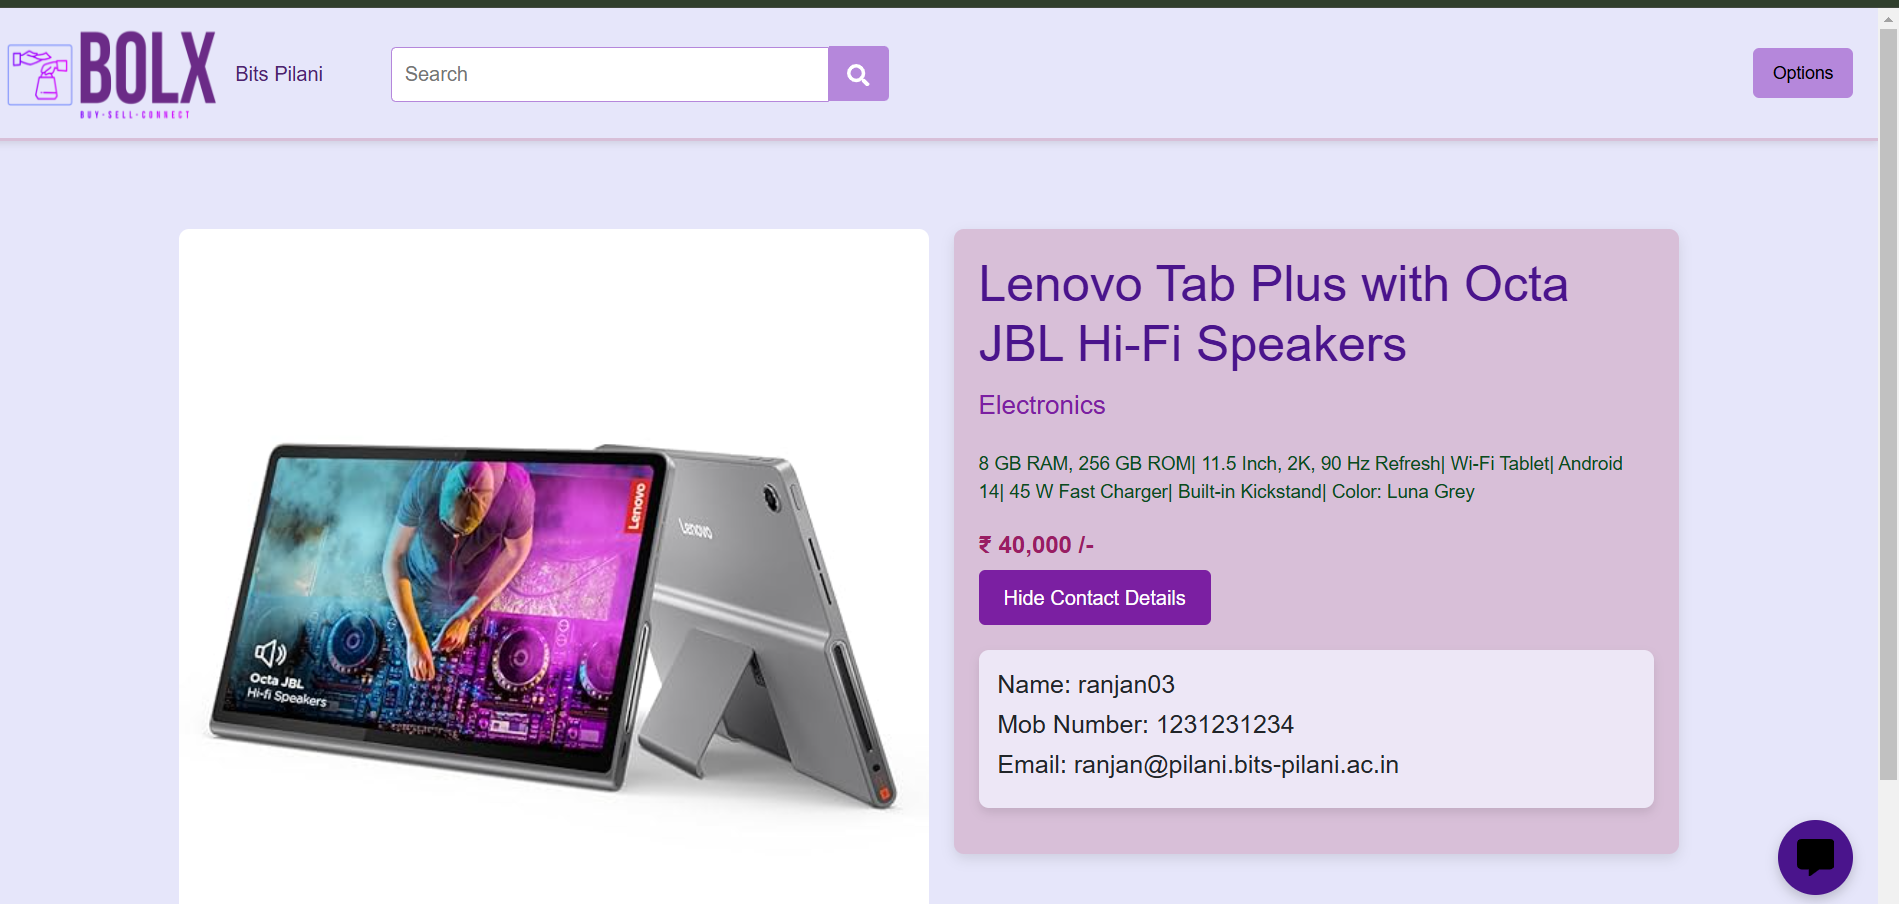 BOLX
BUY-SELL-CONNECT
Bits Pilani
Search
Options
Lenovo Tab Plus with Octa
JBL Hi-Fi Speakers
Electronics
8 GB RAM, 256 GB ROM| 11.5 Inch, 2K, 90 Hz Refresh| Wi-Fi Tablet| Android
14| 45 W Fast Charger| Built-in Kickstand| Color: Luna Grey
₹ 40,000 /-
Hide Contact Details
Name: ranjan03
Mob Number: 1231231234
Email: ranjan@pilani.bits-pilani.ac.in
Lenovo
Lenovo
Octa JBL
Hi-fi Speakers